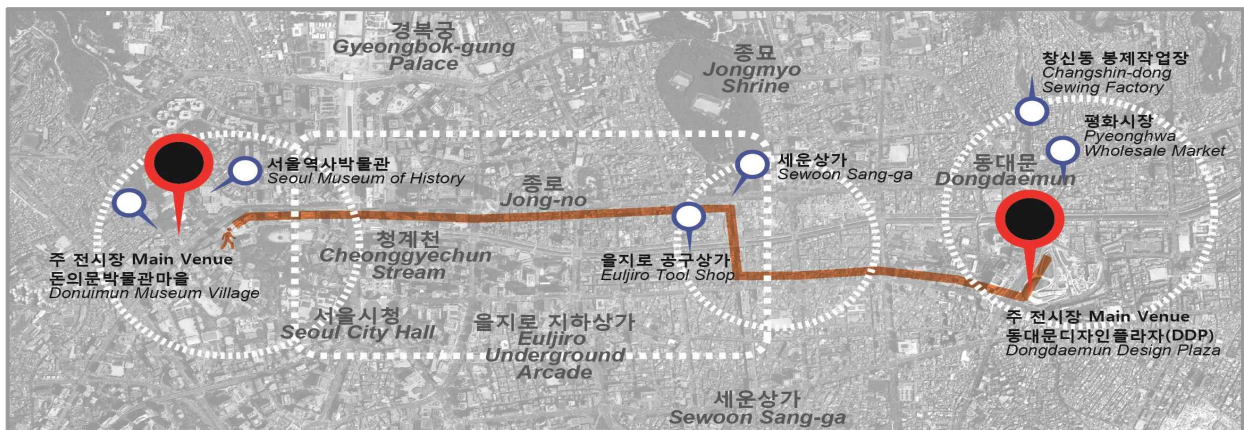 경복궁
Gyeongbok-gung
Palace
종묘
Jongmyo
Shrine
창신동 봉제작업장
Changshin-dong
Sewing Factory
평화시장
Pyeonghwa
Wholesale Market
서울역사박물관
Seoul Museum of History
세운상가
Sewoon Sang-ga
동대문
Dongdaemun
종로
Jong-no
주 전시장 Main Venue
돈의문박물관마을
Donuimun Museum Village
청계천
Cheonggyechun
Stream
을지로 공구상가
Euljiro Tool Shop
서울시청
Seoul City Hall
을지로 지하상가
Euljiro
Underground
Arcade
주 전시장 Main Venue
동대문디자인플라자(DDP)
Dongdaemun Design Plaza
세운상가
Sewoon Sang-ga